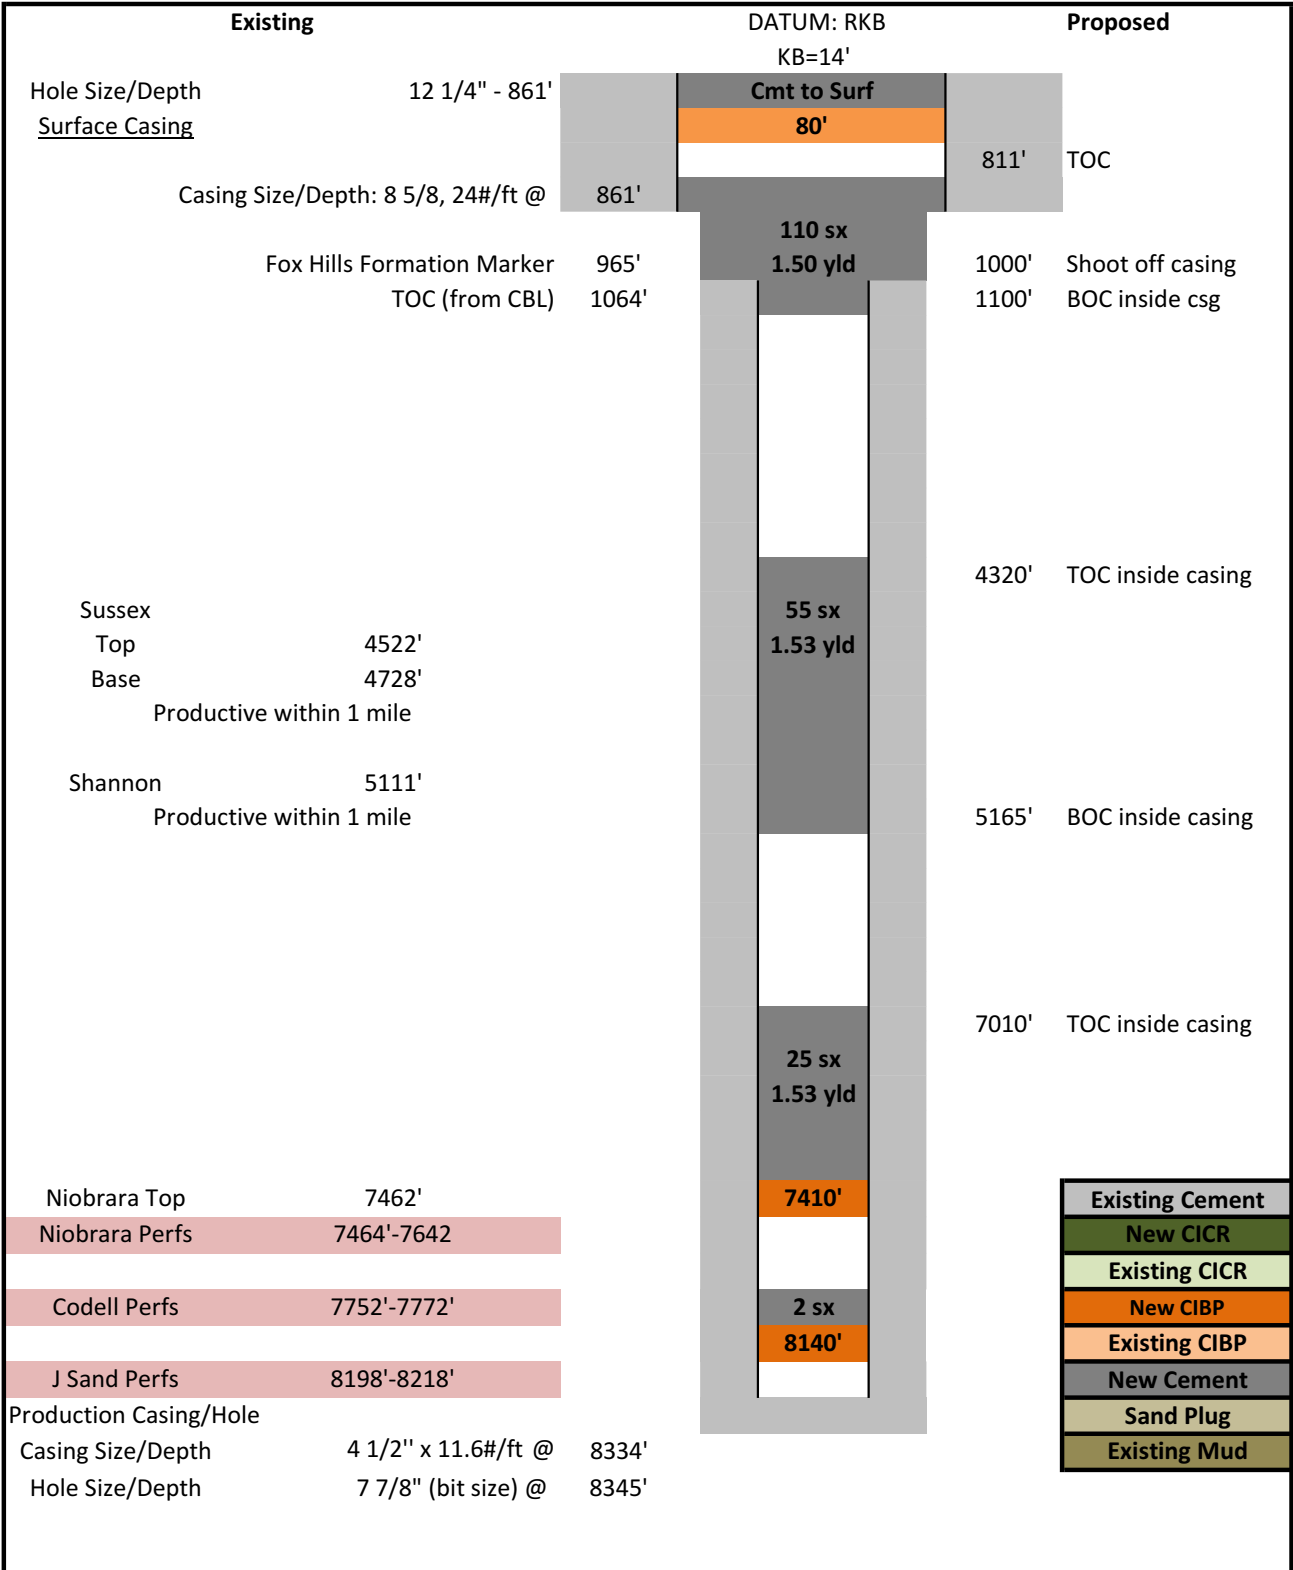 Existing DATUM: RKB Proposed
KB=14'
Hole Size/Depth 12 1/4" - 861' Cmt to Surf
Surface Casing 80'
811' TOC
Casing Size/Depth: 8 5/8, 24#/ft @ 861'
110 sx
Fox Hills Formation Marker 965' 1.50 yld 1000' Shoot off casing
TOC (from CBL) 1064' 1100' BOC inside csg
4320' TOC inside casing
Sussex 55 sx
Top 4522' 1.53 yld
Base 4728'
Productive within 1 mile
Shannon 5111'
Productive within 1 mile 5165' BOC inside casing
7010' TOC inside casing
25 sx
1.53 yld
Niobrara Top 7462' 7410' Existing Cement
Niobrara Perfs 7464'-7642 New CICR
Existing CICR
Codell Perfs 7752'-7772' 2 sx New CIBP
8140' Existing CIBP
J Sand Perfs 8198'-8218' New Cement
Production Casing/Hole Sand Plug
Casing Size/Depth 4 1/2'' x 11.6#/ft @ 8334' Existing Mud
Hole Size/Depth 7 7/8" (bit size) @ 8345'